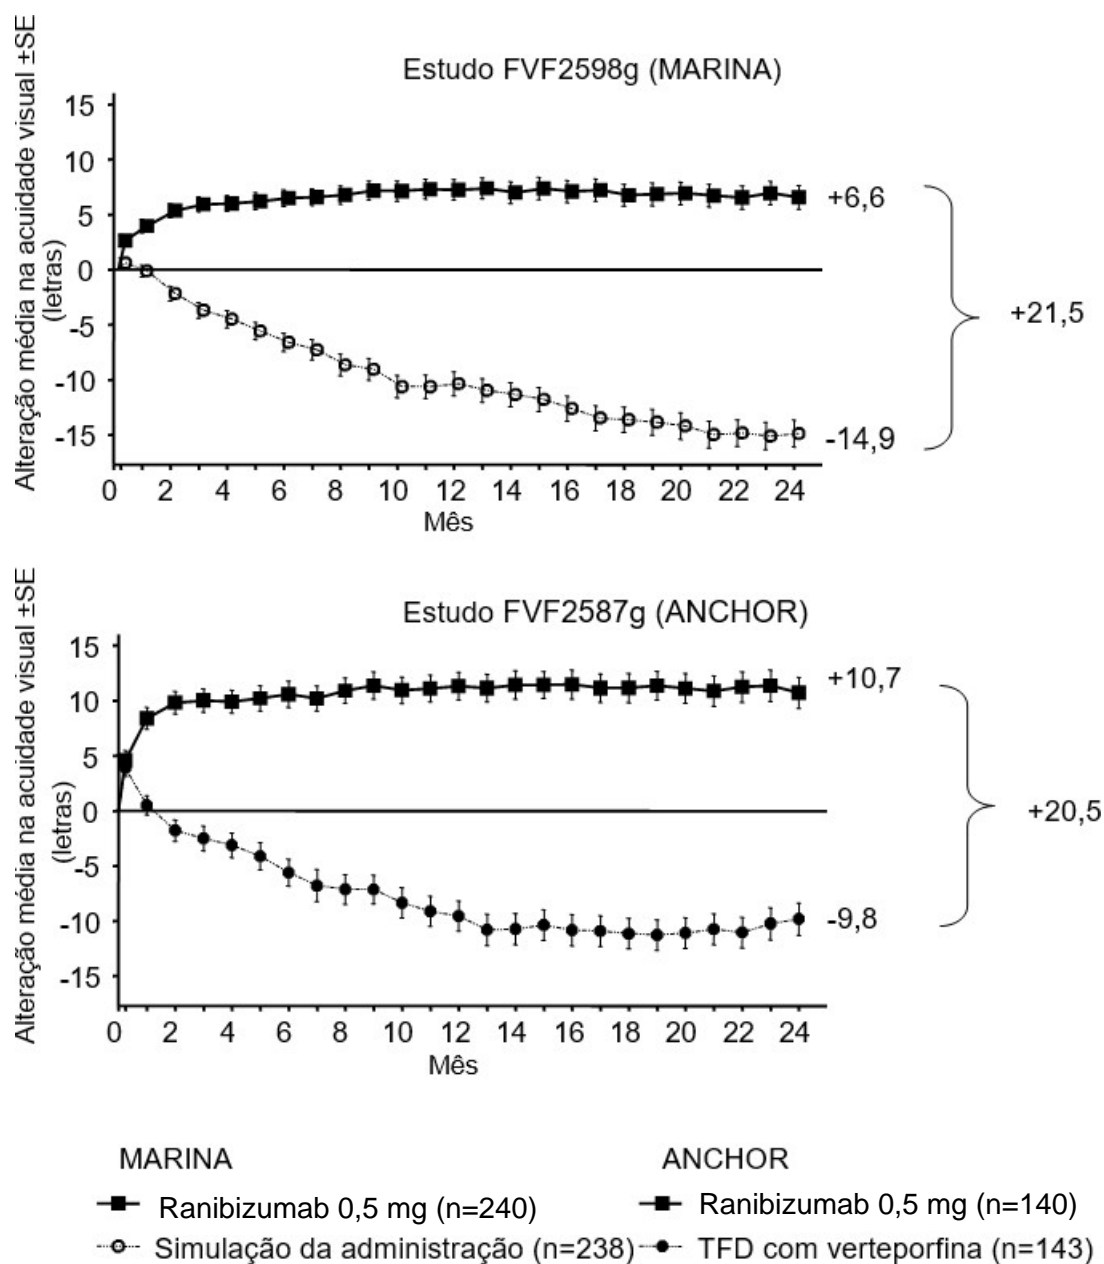 Estudo FVF2598g (MARINA)
Alteração média na acuidade visual ±SE
(letras)
15
10
5
0
-5
-10
-15
+6,6
+21,5
-14,9
0 2 4 6 8 10 12 14 16 18 20 22 24
Mês
Estudo FVF2587g (ANCHOR)
Alteração média na acuidade visual ±SE
(letras)
15
10
5
0
-5
-10
-15
+10,7
+20,5
-9,8
0 2 4 6 8 10 12 14 16 18 20 22 24
Mês
MARINA
Ranibizumab 0,5 mg (n=240)
Simulação da administração (n=238)
ANCHOR
Ranibizumab 0,5 mg (n=140)
TFD com verteporfina (n=143)